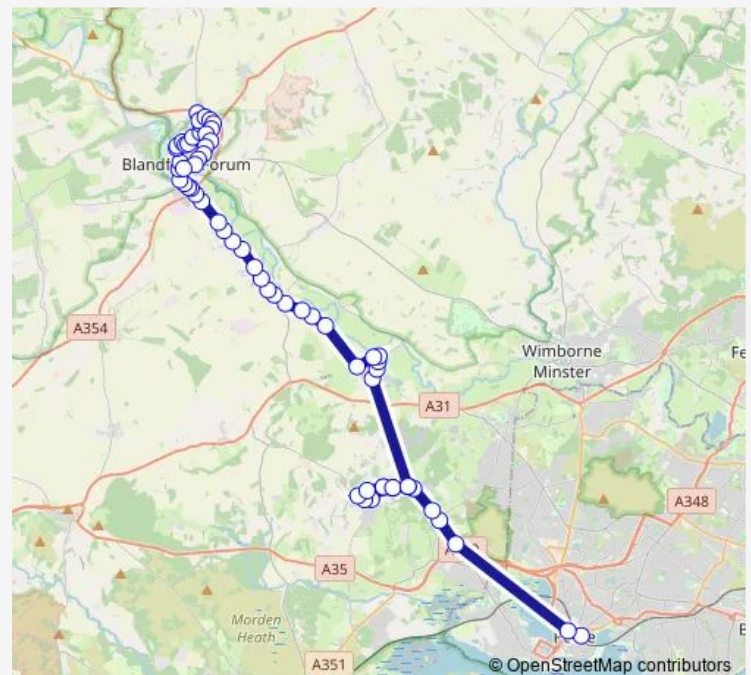 Blandf orum
A354
Wimborne
Minster
Fe
A31
A348
A35
Morden
Heath
A351
© OpenStreetMap contributors